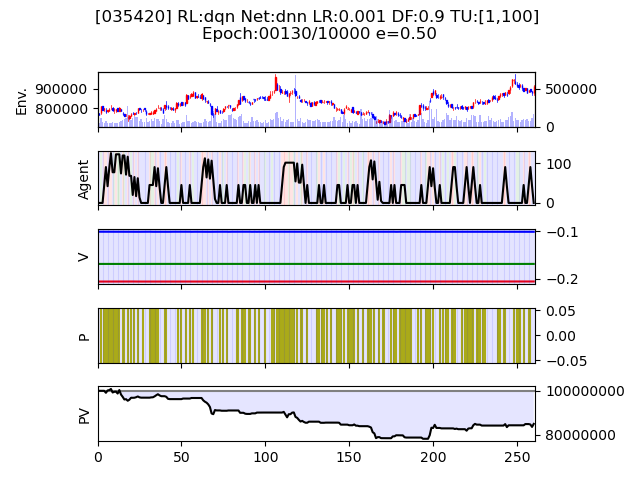 [035420] RL:dqn Net:dnn LR:0.001 DF:0.9 TU:[1,100]
Epoch:00130/10000 e=0.50
Env.
900000
800000
500000
0
Agent
100
0
V
−0.1
−0.2
P
0.05
0.00
−0.05
PV
100000000
80000000
0 50 100 150 200 250